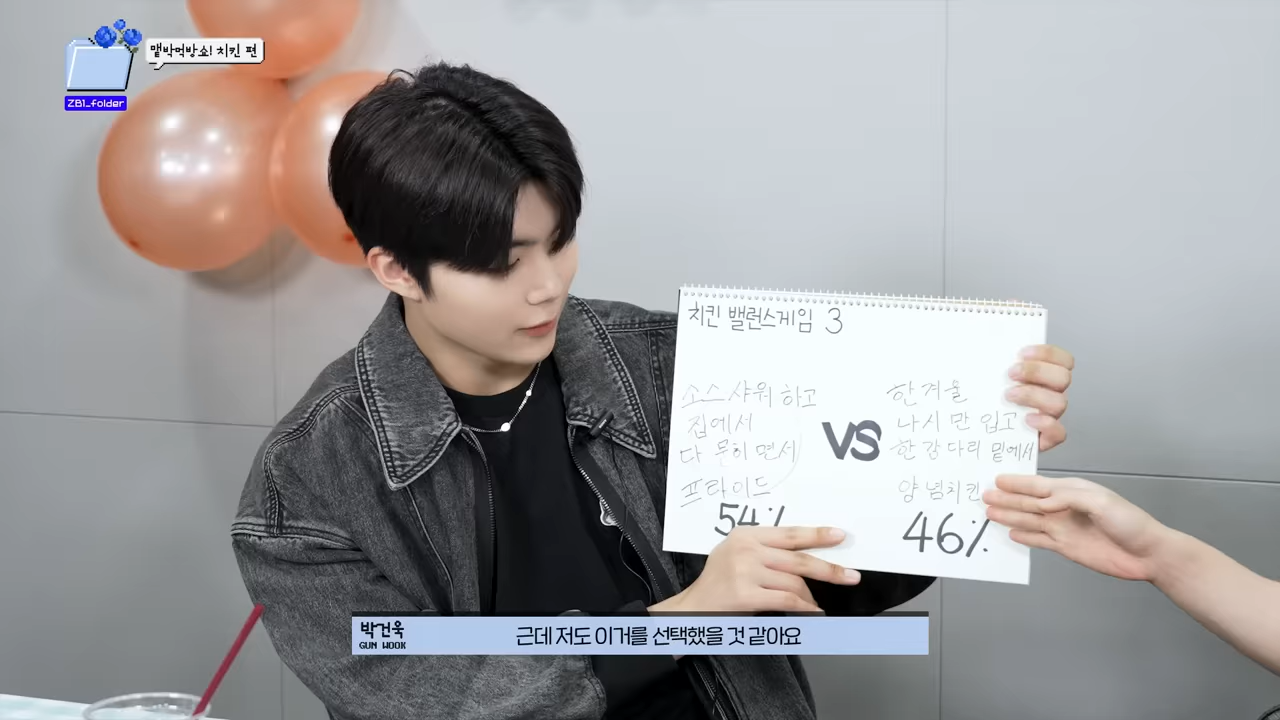 맽박먹방쇼! 치킨 편
ZB1_folder
치킨 밸런스게임 3
소스샤워 하고
집에서
다 묻히면서
프라이드
54%
VS
한겨울
나시만 입고
한강다리 밑에서
양념치킨
46%
박건욱
GUN WOOK
근데 저도 이거를 선택했을 것 같아요